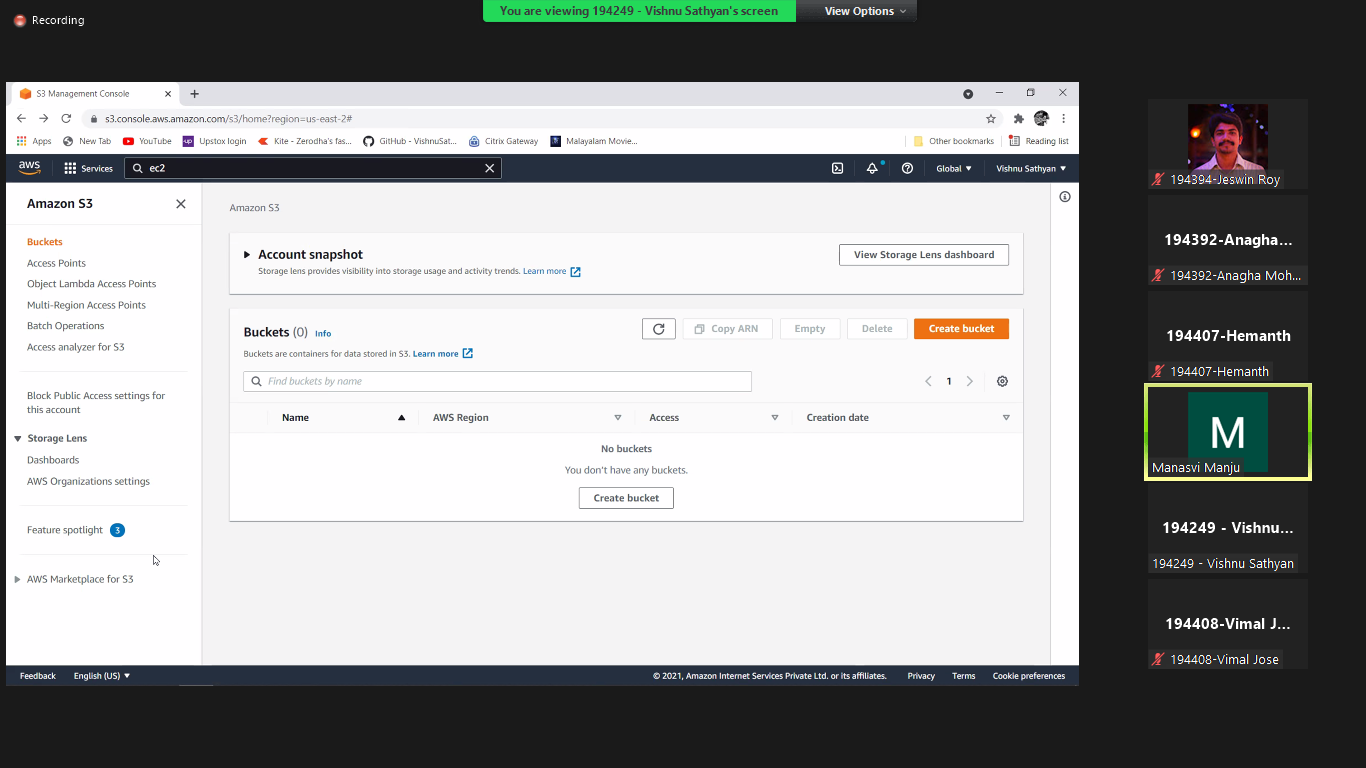 Recording
You are viewing 194249 - Vishnu Sathyan's screen
View Options
S3 Management Console
s3.console.aws.amazon.com/s3/home?region=us-east-2#
Apps New Tab YouTube Upstox login Kite - Zerodha's fas... GitHub - VishnuSat... Citrix Gateway Malayalam Movie... Other bookmarks Reading list
aws Services ec2 Global Vishnu Sathyan
Amazon S3
Buckets
Access Points
Object Lambda Access Points
Multi-Region Access Points
Batch Operations
Access analyzer for S3
Block Public Access settings for
this account
Storage Lens
Dashboards
AWS Organizations settings
Feature spotlight 3
AWS Marketplace for S3
Amazon S3
Account snapshot
Storage lens provides visibility into storage usage and activity trends. Learn more
View Storage Lens dashboard
Buckets (0) Info
Buckets are containers for data stored in S3. Learn more
Copy ARN Empty Delete Create bucket
Find buckets by name
1
Name AWS Region Access Creation date
No buckets
You don't have any buckets.
Create bucket
Feedback English (US) © 2021, Amazon Internet Services Private Ltd. or its affiliates. Privacy Terms Cookie preferences
194394-Jeswin Roy
194392-Anagha...
194392-Anagha Moh...
194407-Hemanth
194407-Hemanth
M
Manasvi Manju
194249 - Vishnu...
194249 - Vishnu Sathyan
194408-Vimal J...
194408-Vimal Jose